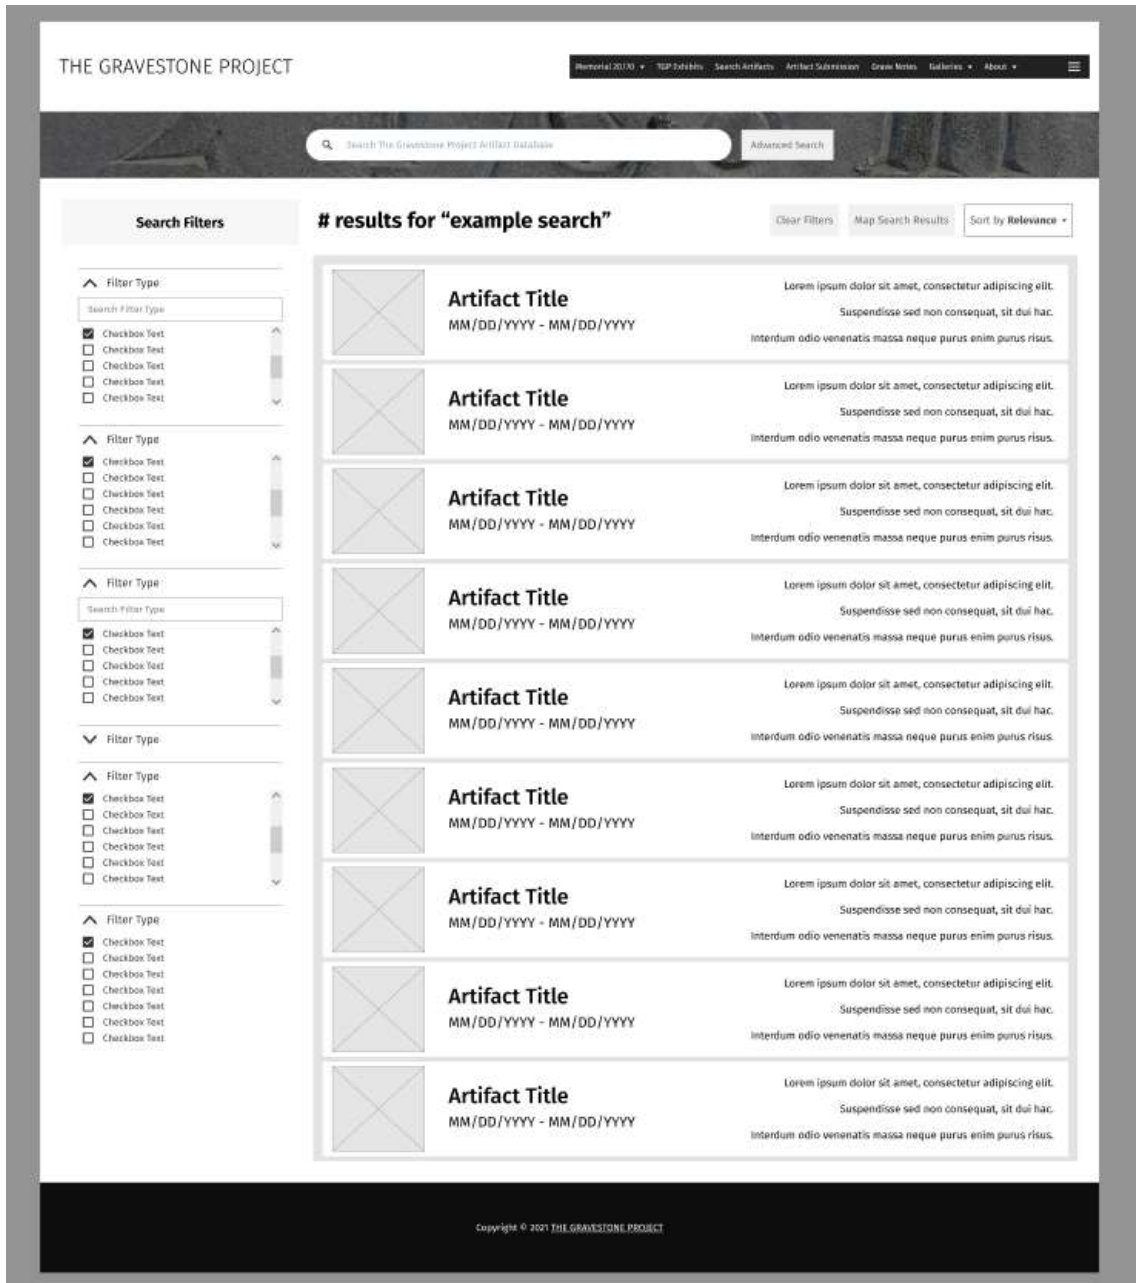 THE GRAVESTONE PROJECT
Memorial 20/70 TGP Exhibits Search Artifacts Artifact Submission Grave Notes Galleries About
Search The Gravestone Project Artifact Database
Advanced Search
Search Filters
# results for “example search”
Clear Filters
Map Search Results
Sort by Relevance
Filter Type
Search Filter Type
Checkbox Text
Checkbox Text
Checkbox Text
Checkbox Text
Checkbox Text
Filter Type
Checkbox Text
Checkbox Text
Checkbox Text
Checkbox Text
Checkbox Text
Checkbox Text
Filter Type
Search Filter Type
Checkbox Text
Checkbox Text
Checkbox Text
Checkbox Text
Checkbox Text
Filter Type
Filter Type
Checkbox Text
Checkbox Text
Checkbox Text
Checkbox Text
Checkbox Text
Checkbox Text
Filter Type
Checkbox Text
Checkbox Text
Checkbox Text
Checkbox Text
Checkbox Text
Checkbox Text
Checkbox Text
Artifact Title
MM/DD/YYYY - MM/DD/YYYY
Lorem ipsum dolor sit amet, consectetur adipiscing elit.
Suspendisse sed non consequat, sit dui hac.
Interdum odio venenatis massa neque purus enim purus risus.
Artifact Title
MM/DD/YYYY - MM/DD/YYYY
Lorem ipsum dolor sit amet, consectetur adipiscing elit.
Suspendisse sed non consequat, sit dui hac.
Interdum odio venenatis massa neque purus enim purus risus.
Artifact Title
MM/DD/YYYY - MM/DD/YYYY
Lorem ipsum dolor sit amet, consectetur adipiscing elit.
Suspendisse sed non consequat, sit dui hac.
Interdum odio venenatis massa neque purus enim purus risus.
Artifact Title
MM/DD/YYYY - MM/DD/YYYY
Lorem ipsum dolor sit amet, consectetur adipiscing elit.
Suspendisse sed non consequat, sit dui hac.
Interdum odio venenatis massa neque purus enim purus risus.
Artifact Title
MM/DD/YYYY - MM/DD/YYYY
Lorem ipsum dolor sit amet, consectetur adipiscing elit.
Suspendisse sed non consequat, sit dui hac.
Interdum odio venenatis massa neque purus enim purus risus.
Artifact Title
MM/DD/YYYY - MM/DD/YYYY
Lorem ipsum dolor sit amet, consectetur adipiscing elit.
Suspendisse sed non consequat, sit dui hac.
Interdum odio venenatis massa neque purus enim purus risus.
Artifact Title
MM/DD/YYYY - MM/DD/YYYY
Lorem ipsum dolor sit amet, consectetur adipiscing elit.
Suspendisse sed non consequat, sit dui hac.
Interdum odio venenatis massa neque purus enim purus risus.
Artifact Title
MM/DD/YYYY - MM/DD/YYYY
Lorem ipsum dolor sit amet, consectetur adipiscing elit.
Suspendisse sed non consequat, sit dui hac.
Interdum odio venenatis massa neque purus enim purus risus.
Artifact Title
MM/DD/YYYY - MM/DD/YYYY
Lorem ipsum dolor sit amet, consectetur adipiscing elit.
Suspendisse sed non consequat, sit dui hac.
Interdum odio venenatis massa neque purus enim purus risus.
Copyright © 2021 THE GRAVESTONE PROJECT